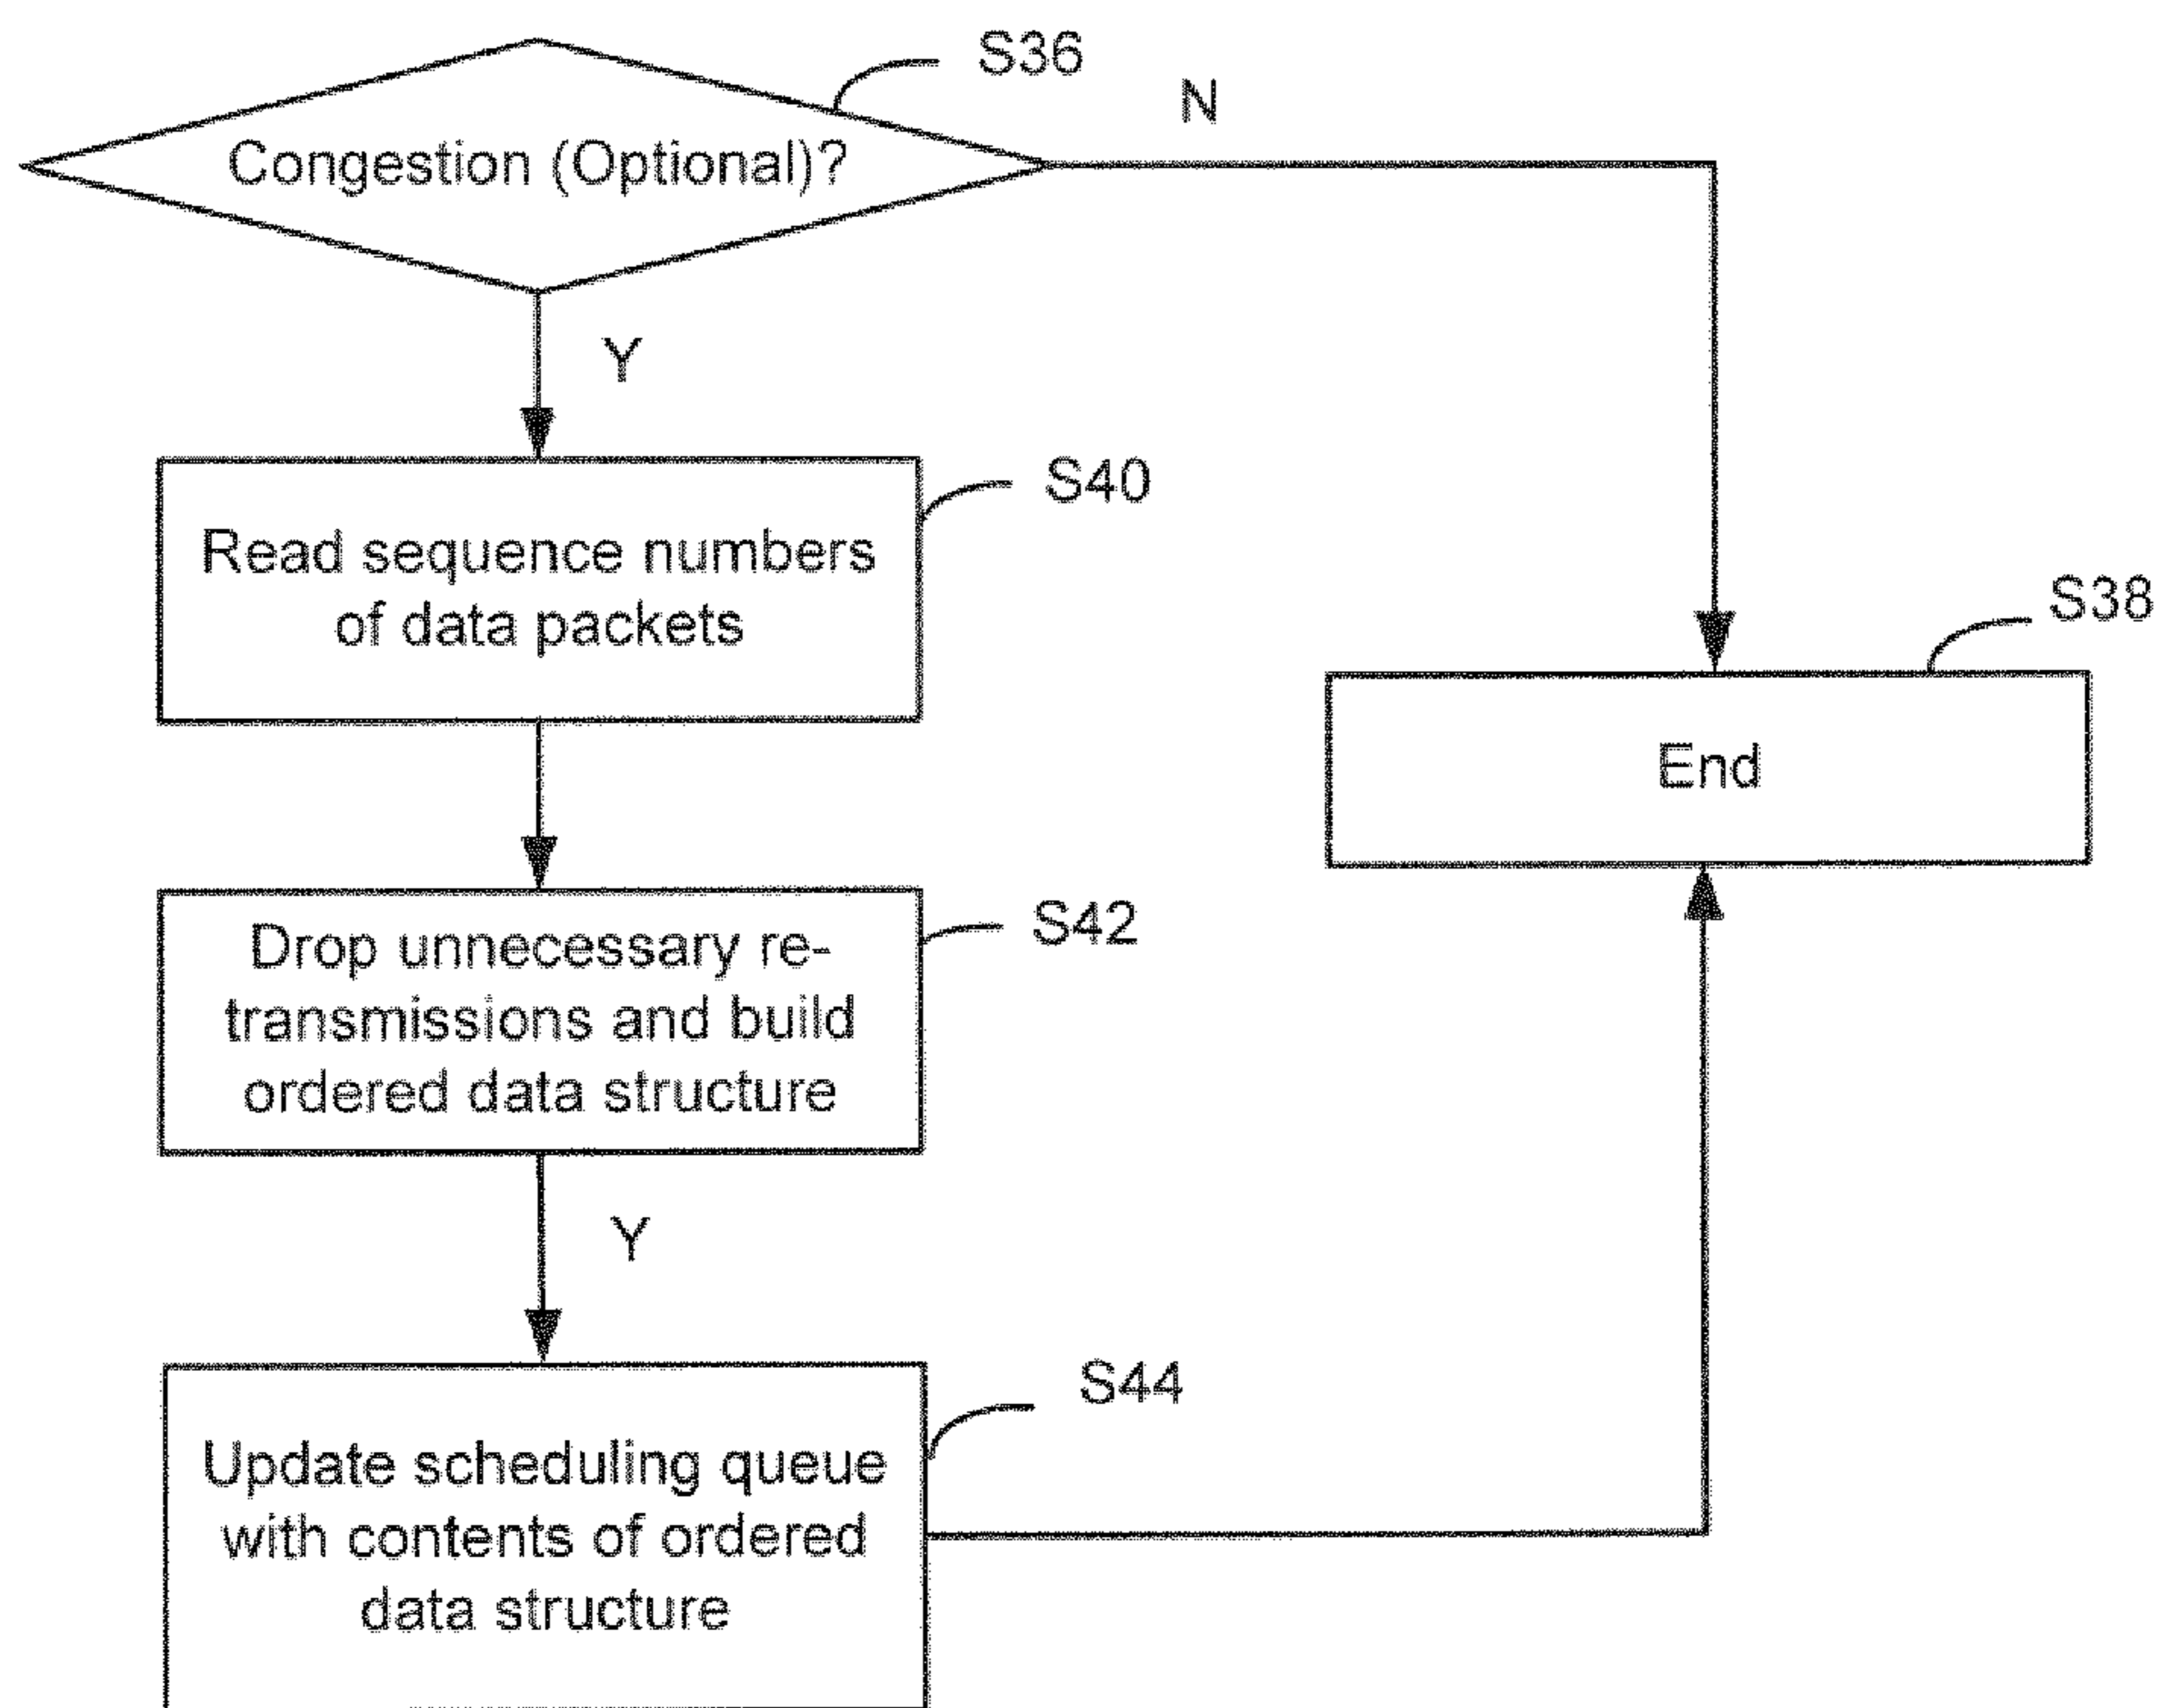 S36
N
Congestion (Optional)?
Y
S40
Read sequence numbers
of data packets
S38
End
S42
Drop unnecessary re-
transmissions and build
ordered data structure
Y
S44
Update scheduling queue
with contents of ordered
data structure